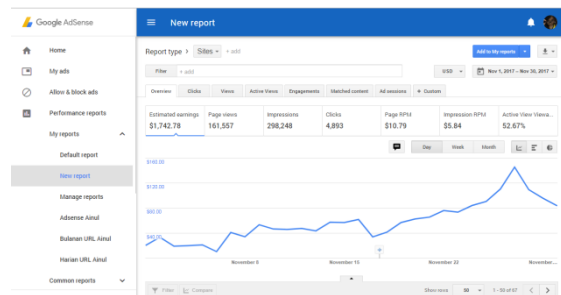 Google AdSense
New report
Home
My ads
Allow & block ads
Performance reports
My reports
Default report
New report
Manage reports
Adsense Ainul
Bulanan URL Ainul
Harian URL Ainul
Common reports
Report type > Sites + add
Add to My reports
Filter + add
USD
Nov 1, 2017 – Nov 30, 2017
Overview Clicks Views Active Views Engagements Matched content Ad sessions + Custom
Estimated earnings Page views Impressions Clicks Page RPM Impression RPM Active View Viewa...
$1,742.78 161,557 298,248 4,893 $10.79 $5.84 52.67%
Day Week Month
$160.00
$120.00
$80.00
$40.00
November 8 November 15 November 22 November...
Filter Compare Show rows 50 1 - 50 of 67